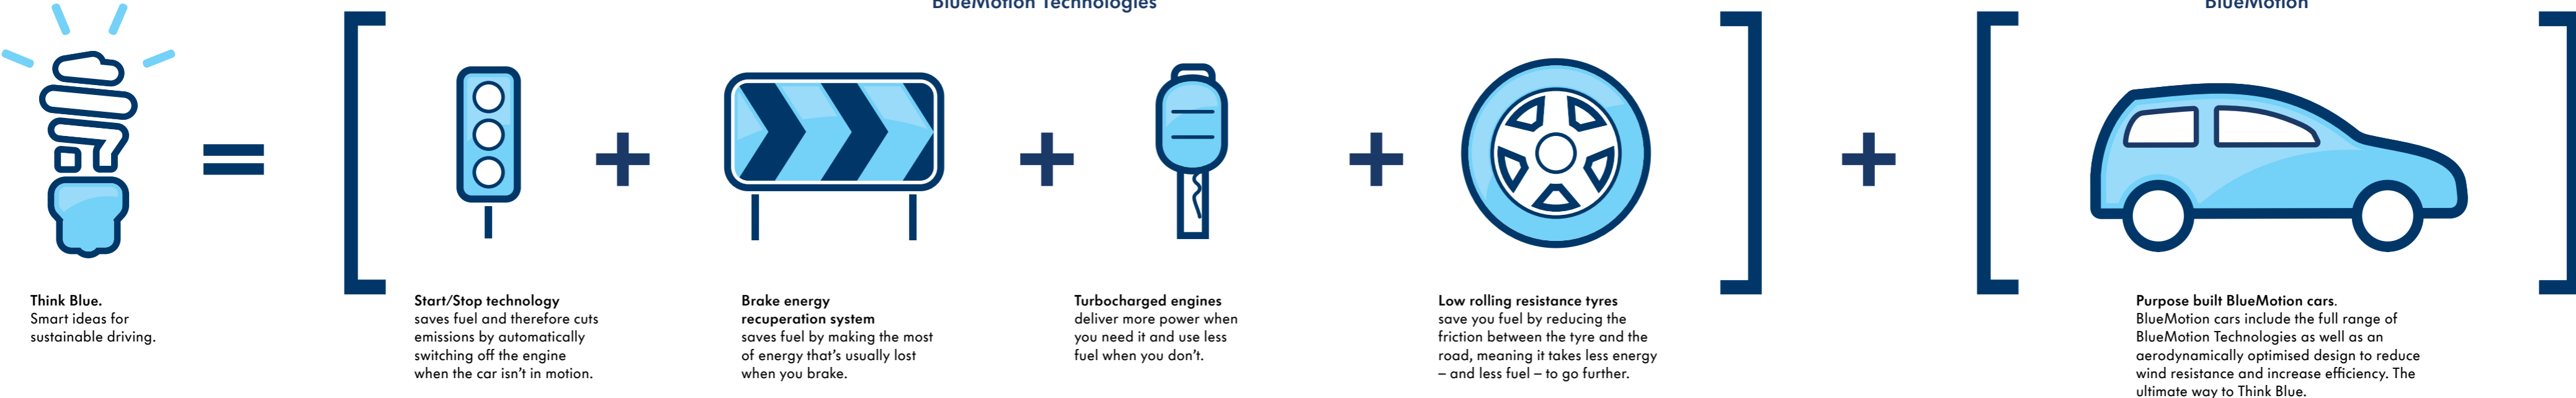 BlueMotion Technologies
BlueMotion
Think Blue.
Smart ideas for
sustainable driving.
Start/Stop technology
saves fuel and therefore cuts
emissions by automatically
switching off the engine
when the car isn't in motion.
Brake energy
recuperation system
saves fuel by making the most
of energy that's usually lost
when you brake.
Turbocharged engines
deliver more power when
you need it and use less
fuel when you don't.
Low rolling resistance tyres
save you fuel by reducing the
friction between the tyre and the
road, meaning it takes less energy
– and less fuel – to go further.
Purpose built BlueMotion cars.
BlueMotion cars include the full range of
BlueMotion Technologies as well as an
aerodynamically optimised design to reduce
wind resistance and increase efficiency. The
ultimate way to Think Blue.